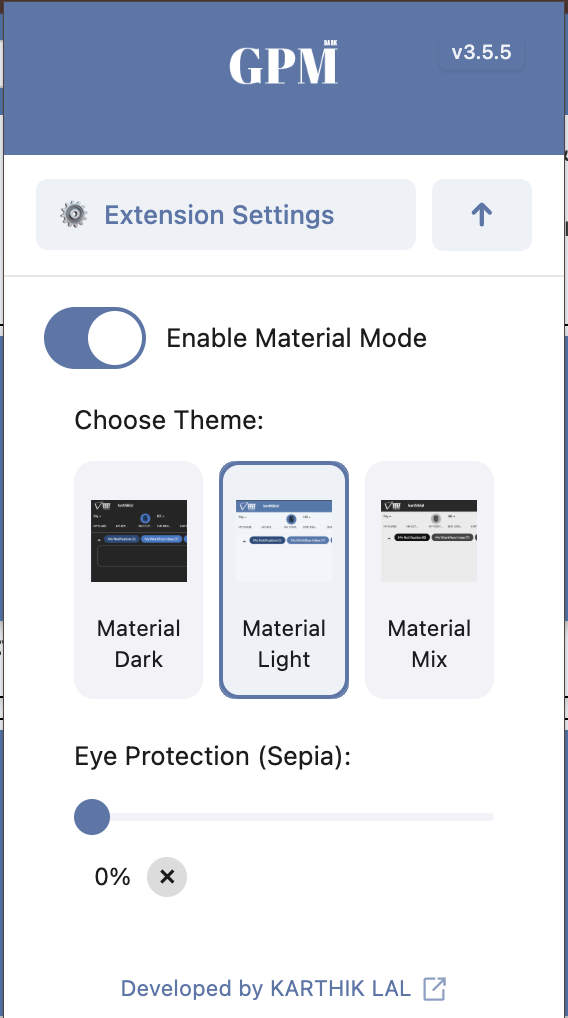 GPM
DARK
v3.5.5
Extension Settings
Enable Material Mode
Choose Theme:
Material
Dark
Material
Light
Material
Mix
Eye Protection (Sepia):
0%
Developed by KARTHIK LAL